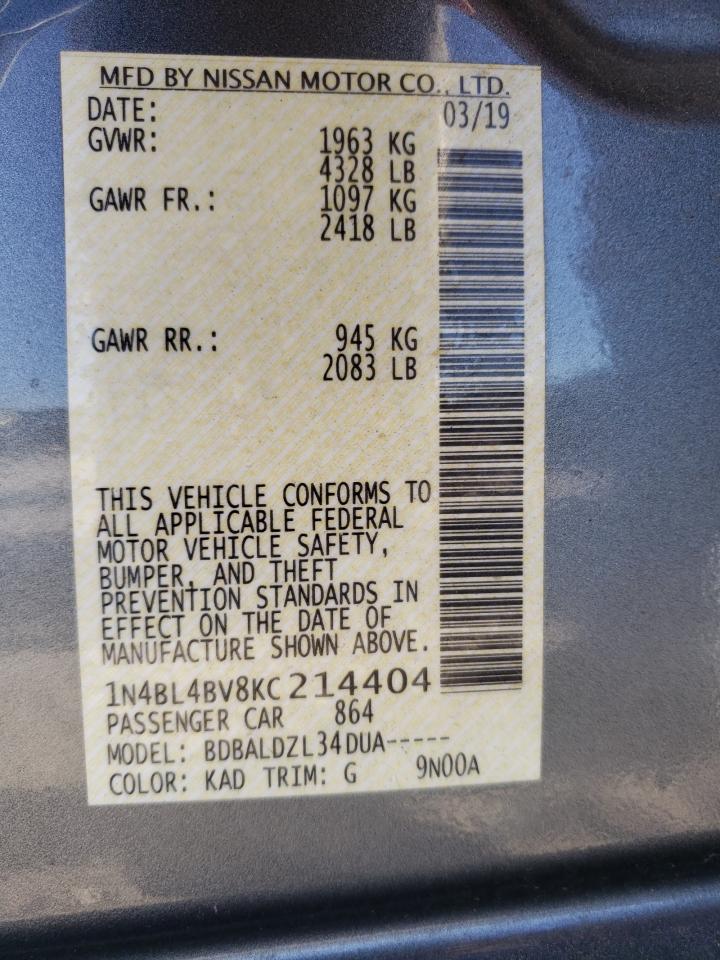 MFD BY NISSAN MOTOR CO., LTD.
DATE: 03/19
GVWR: 1963 KG
4328 LB
GAWR FR.: 1097 KG
2418 LB
GAWR RR.: 945 KG
2083 LB
THIS VEHICLE CONFORMS TO
ALL APPLICABLE FEDERAL
MOTOR VEHICLE SAFETY,
BUMPER, AND THEFT
PREVENTION STANDARDS IN
EFFECT ON THE DATE OF
MANUFACTURE SHOWN ABOVE.
1N4BL4BV8KC214404
PASSENGER CAR 864
MODEL: BDBALDZL34DUA-----
COLOR: KAD TRIM: G 9N00A